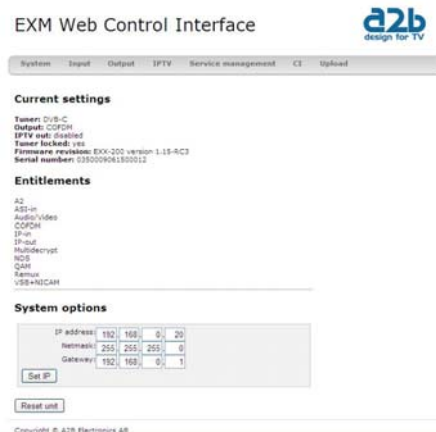 EXM Web Control Interface
a2b
design for TV
System Input Output IPTV Service management CI Upload
Current settings
Tuner: DVB-C
Output: COFDM
IPTV out: disabled
Tuner locked: yes
Firmware revision: EXX-200 version 1.15-RC3
Serial number: 0350009061500012
Entitlements
A2
ASI-in
Audio/video
COFDM
IP-in
IP-out
Multidecrypt
NDS
QAM
Remux
VSB+NICAM
System options
IP address: 192. 168. 0. 20
Netmask: 255. 255. 255. 0
Gateway: 192. 168. 0. 1
Set IP
Reset unit
Copyright © A2B Electronics AB